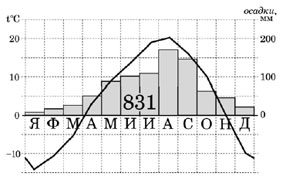 t°C осадки, мм
20 200
10 100
831
0 Я Ф М А М И И А С О Н Д 0
–10